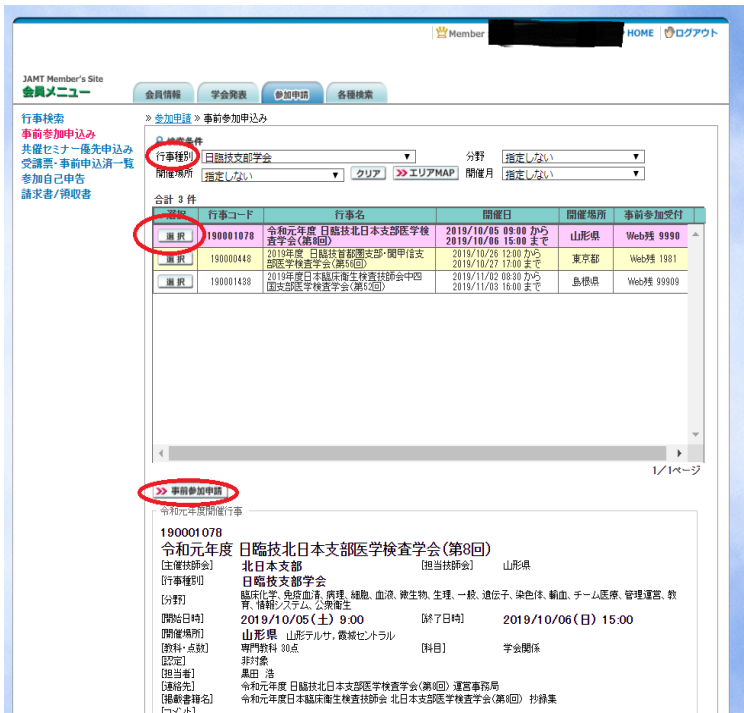 Member
HOME
ログアウト
JAMT Member's Site
会員メニュー
会員情報
学会発表
参加申請
各種検索
行事検索
事前参加申込み
共催セミナー優先申込み
受講票・事前申込済一覧
参加自己申告
請求書/領収書
» 参加申請 » 事前参加申込み
検索条件
行事種別 日臨技支部学会 分野 指定しない
開催場所 指定しない クリア エリアMAP 開催月 指定しない
合計 3 件
選択 行事コード 行事名 開催日 開催場所 事前参加受付
選択 190001078 令和元年度 日臨技北日本支部医学検査学会(第8回) 2019/10/05 09:00 から 2019/10/06 15:00 まで 山形県 Web残 9990
選択 190000448 2019年度 日臨技首都圏支部・関甲信支部医学検査学会(第56回) 2019/10/26 12:00 から 2019/10/27 17:00 まで 東京都 Web残 1981
選択 190001438 2019年度日本臨床衛生検査技師会中四国支部医学検査学会(第52回) 2019/11/02 08:30 から 2019/11/03 16:00 まで 島根県 Web残 99909
1/1ページ
事前参加申請
令和元年度開催行事
190001078
令和元年度 日臨技北日本支部医学検査学会(第8回)
[主催技師会] 北日本支部 [担当技師会] 山形県
[行事種別] 日臨技支部学会
[分野] 臨床化学、免疫血清、病理、細胞、血液、微生物、生理、一般、遺伝子、染色体、輸血、チーム医療、管理運営、教
育、情報システム、公衆衛生
[開始日時] 2019/10/05(土) 9:00 [終了日時] 2019/10/06(日) 15:00
[開催場所] 山形県 山形テルサ, 霞城セントラル
[教科・点数] 専門教科 30点 [科目] 学会関係
[認定] 非対象
[担当者] 黒田 浩
[連絡先] 令和元年度 日臨技北日本支部医学検査学会(第8回) 運営事務局
[掲載書籍名] 令和元年度日本臨床衛生検査技師会 北日本支部医学検査学会(第8回) 抄録集
[コメント]